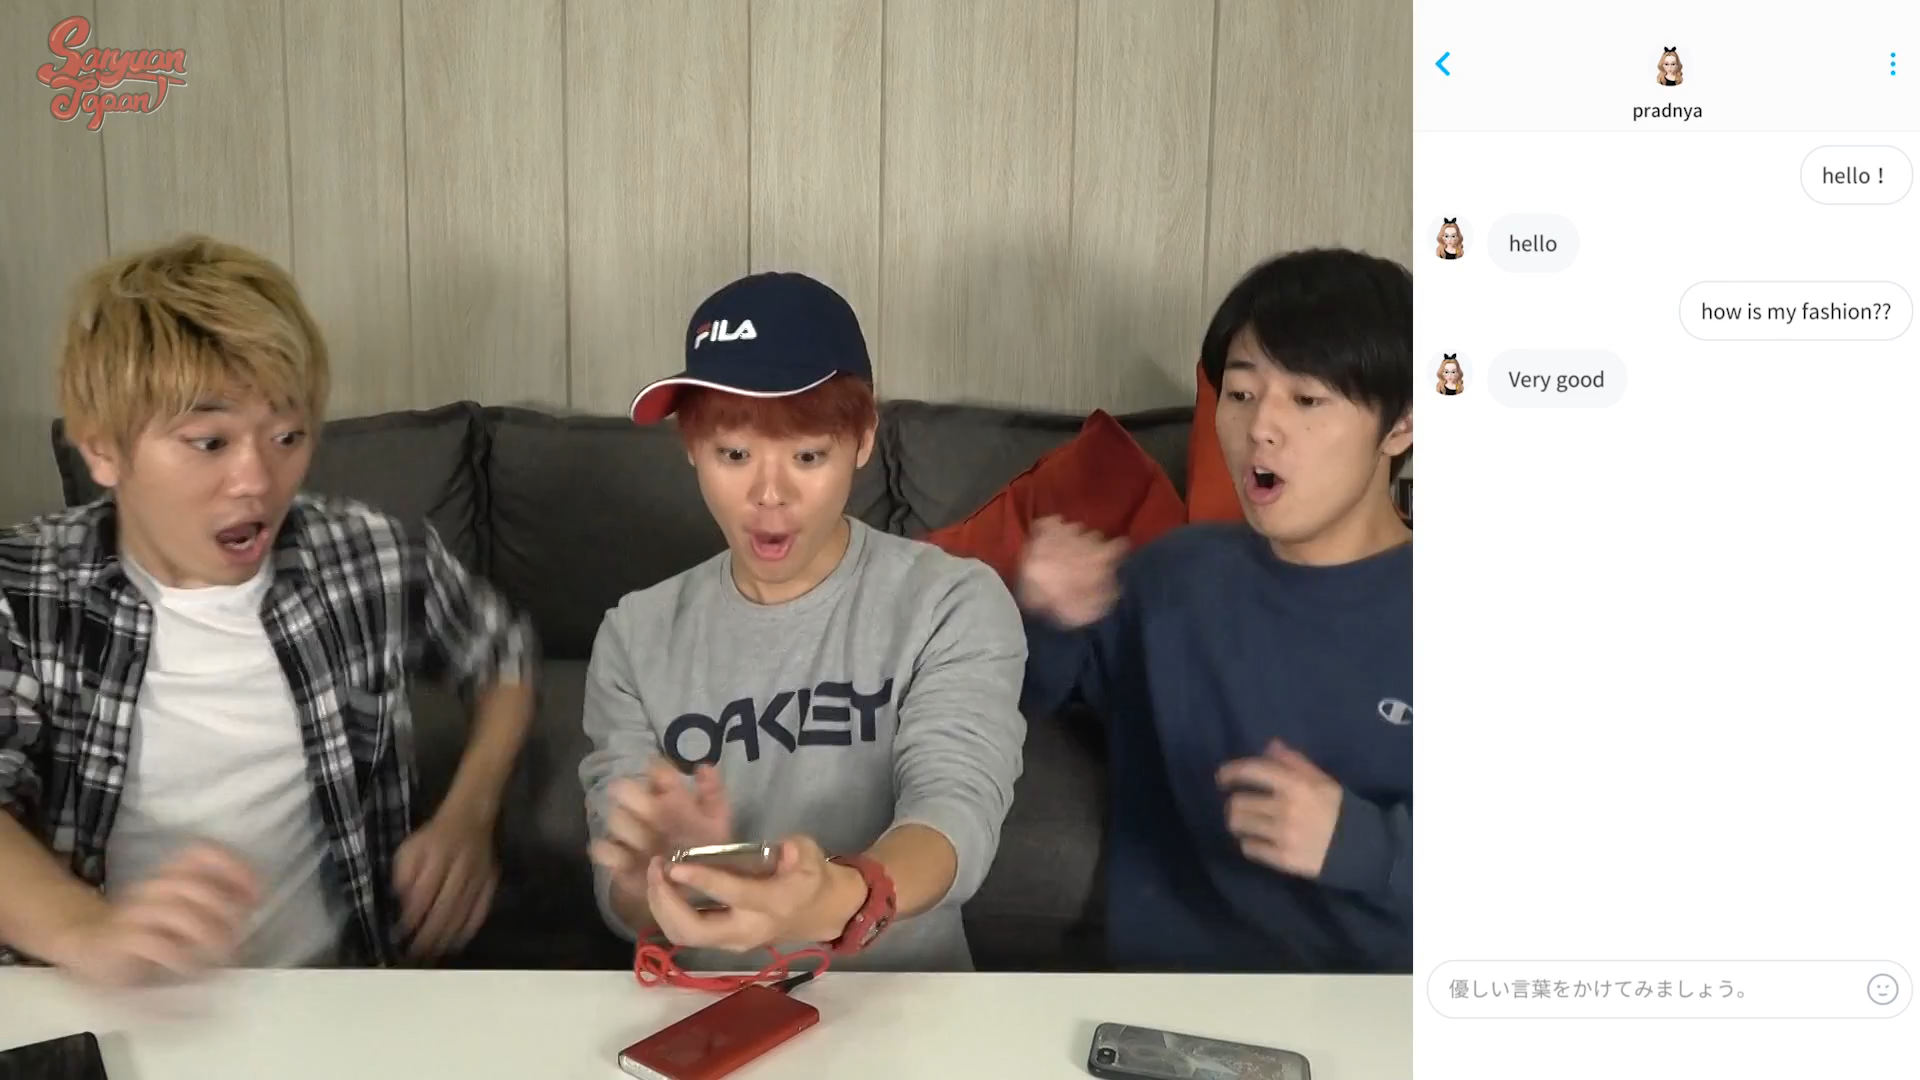 Saiyuan
Japan
FILA
OAKLEY
pradnya
hello！
hello
how is my fashion??
Very good
優しい言葉をかけてみましょう。